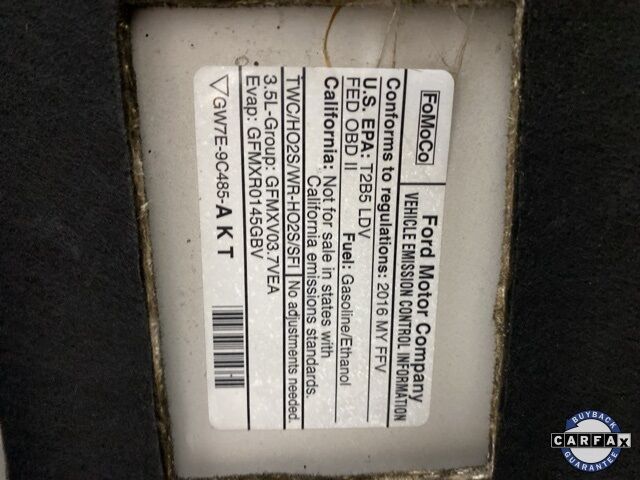 FoMoCo
Ford Motor Company
VEHICLE EMISSION CONTROL INFORMATION
Conforms to regulations: 2016 MY FFV
U.S. EPA: T2B5 LDV Fuel: Gasoline/Ethanol
FED OBD II
California: Not for sale in states with
California emissions standards.
TWC/HO2S/WR-HO2S/SFI No adjustments needed.
3.5L-Group: GFMXV03.7VEA
Evap: GFMXR0145GBV
▽GW7E-9C485-AKT
BUYBACK
CARFAX
GUARANTEE